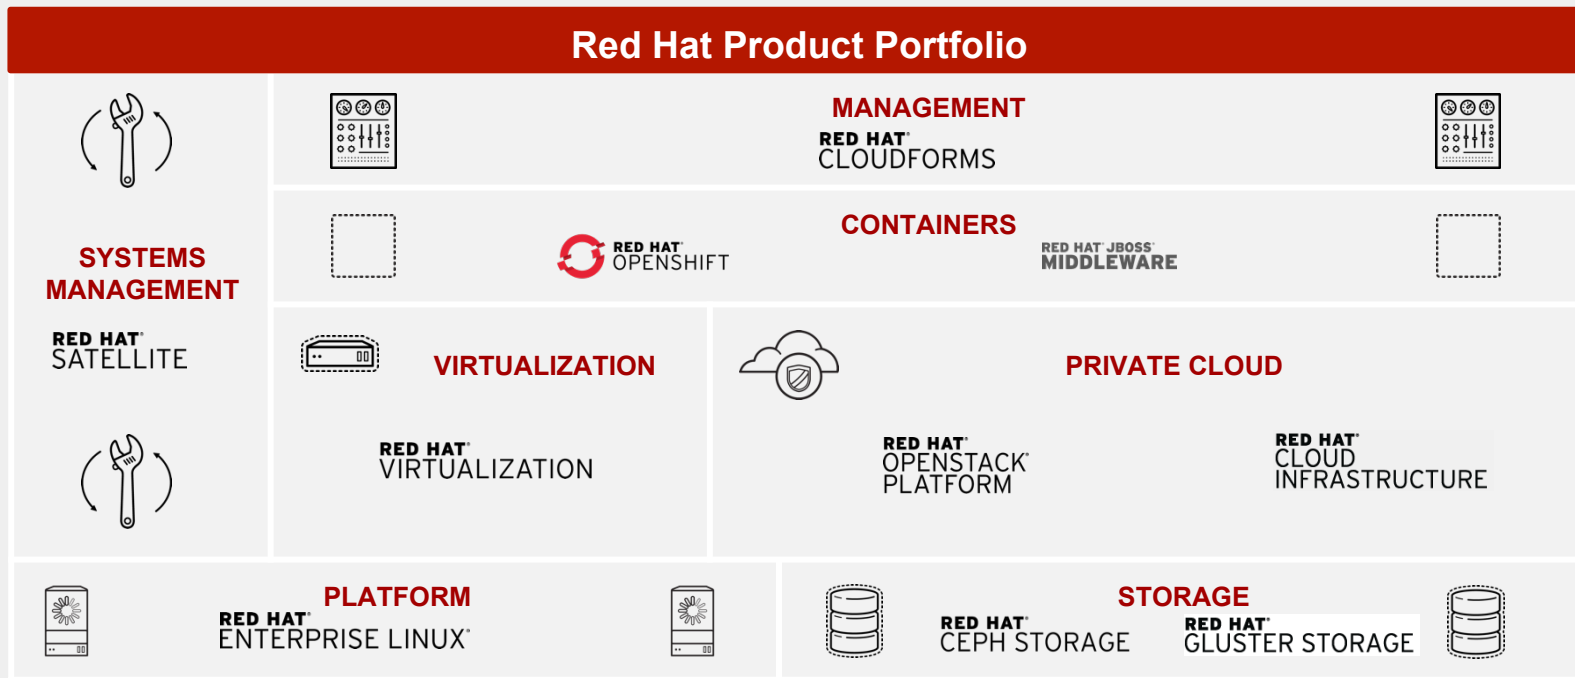 Red Hat Product Portfolio
SYSTEMS
MANAGEMENT
RED HAT®
SATELLITE
MANAGEMENT
RED HAT®
CLOUDFORMS
CONTAINERS
RED HAT®
OPENSHIFT
RED HAT® JBOSS®
MIDDLEWARE
VIRTUALIZATION
RED HAT®
VIRTUALIZATION
PRIVATE CLOUD
RED HAT®
OPENSTACK®
PLATFORM
RED HAT®
CLOUD
INFRASTRUCTURE
PLATFORM
RED HAT®
ENTERPRISE LINUX®
STORAGE
RED HAT®
CEPH STORAGE
RED HAT®
GLUSTER STORAGE